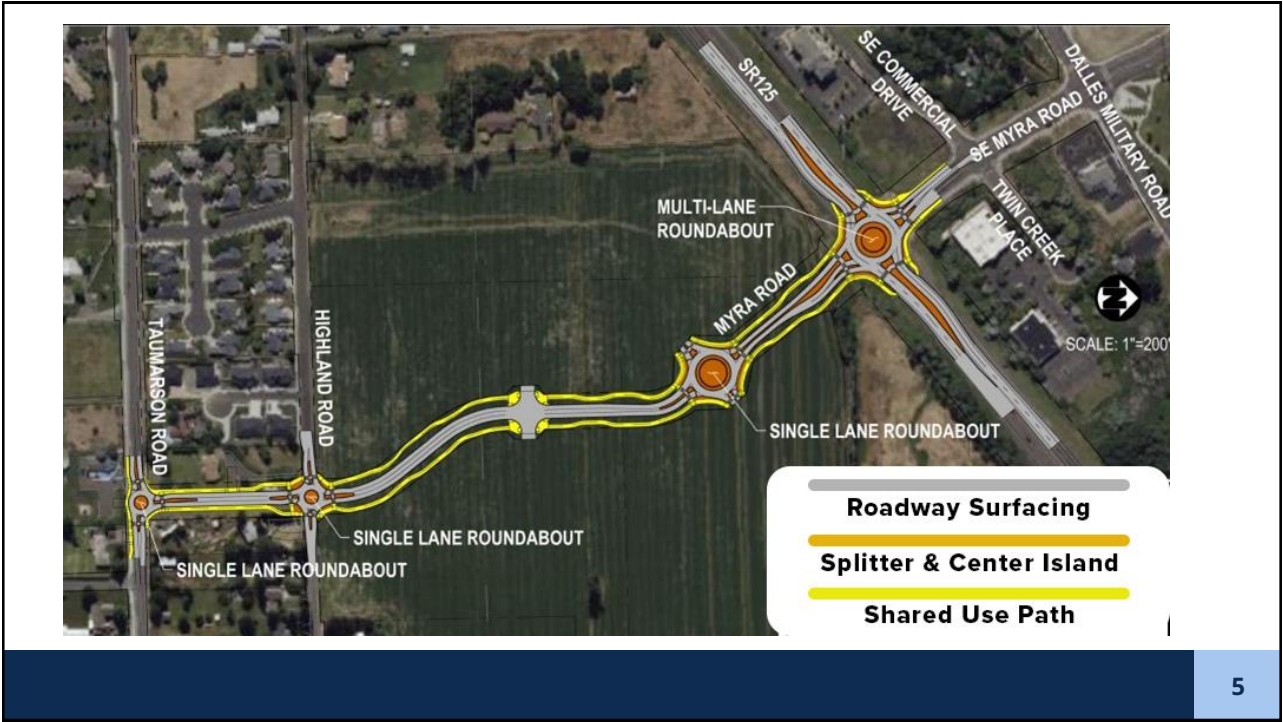 SR125
SE COMMERCIAL
DRIVE
DALLES MILITARY ROAD
SE MYRA ROAD
TWIN CREEK
PLACE
MULTI-LANE
ROUNDABOUT
MYRA ROAD
N
SCALE: 1"=200'
TAUMARSON ROAD
HIGHLAND ROAD
SINGLE LANE ROUNDABOUT
SINGLE LANE ROUNDABOUT
SINGLE LANE ROUNDABOUT
Roadway Surfacing
Splitter & Center Island
Shared Use Path
5